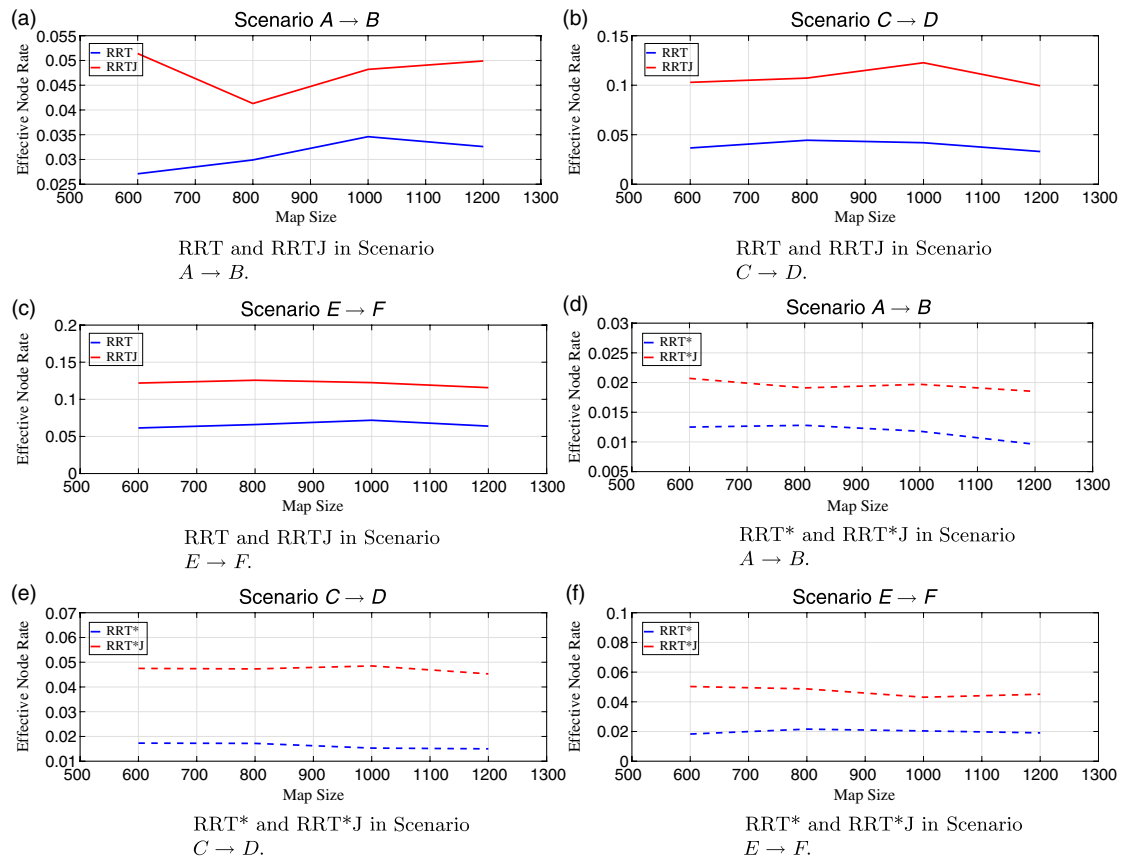 (a)
Scenario A → B
Effective Node Rate
0.055
0.05
0.045
0.04
0.035
0.03
0.025
RRT
RRTJ
500 600 700 800 900 1000 1100 1200 1300
Map Size
RRT and RRTJ in Scenario
A → B.
(b)
Scenario C → D
Effective Node Rate
0.15
0.1
0.05
0
RRT
RRTJ
500 600 700 800 900 1000 1100 1200 1300
Map Size
RRT and RRTJ in Scenario
C → D.
(c)
Scenario E → F
Effective Node Rate
0.2
0.15
0.1
0.05
0
RRT
RRTJ
500 600 700 800 900 1000 1100 1200 1300
Map Size
RRT and RRTJ in Scenario
E → F.
(d)
Scenario A → B
Effective Node Rate
0.03
0.025
0.02
0.015
0.01
0.005
RRT*
RRT*J
500 600 700 800 900 1000 1100 1200 1300
Map Size
RRT* and RRT*J in Scenario
A → B.
(e)
Scenario C → D
Effective Node Rate
0.07
0.06
0.05
0.04
0.03
0.02
0.01
RRT*
RRT*J
500 600 700 800 900 1000 1100 1200 1300
Map Size
RRT* and RRT*J in Scenario
C → D.
(f)
Scenario E → F
Effective Node Rate
0.1
0.08
0.06
0.04
0.02
0
RRT*
RRT*J
500 600 700 800 900 1000 1100 1200 1300
Map Size
RRT* and RRT*J in Scenario
E → F.